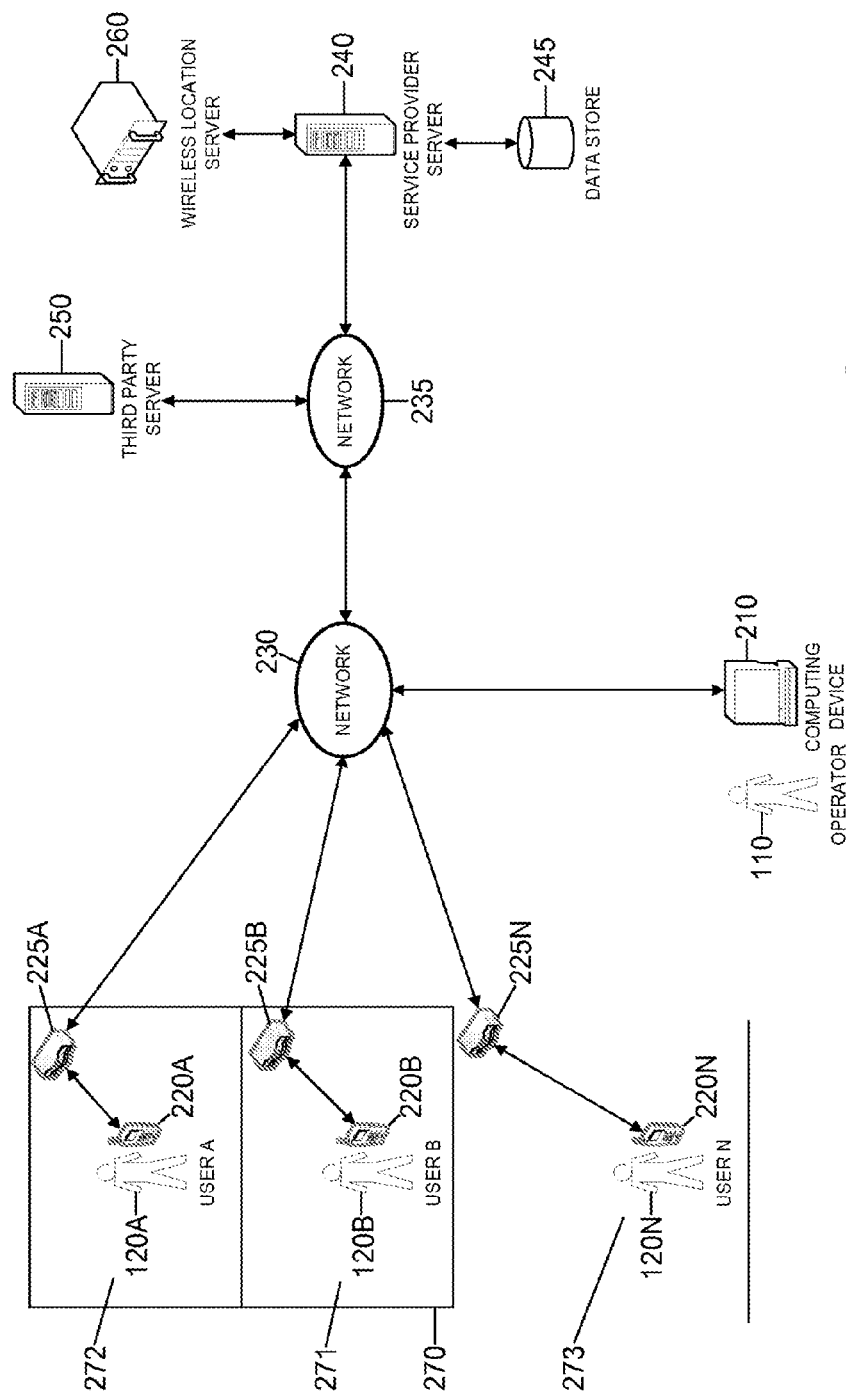 260
WIRELESS LOCATION
SERVER
240
SERVICE PROVIDER
SERVER
245
DATA STORE
250
THIRD PARTY
SERVER
NETWORK
235
230
NETWORK
210
COMPUTING
DEVICE
110
OPERATOR
225A
220A
120A
USER A
272
225B
220B
120B
USER B
271
270
225N
220N
120N
USER N
273